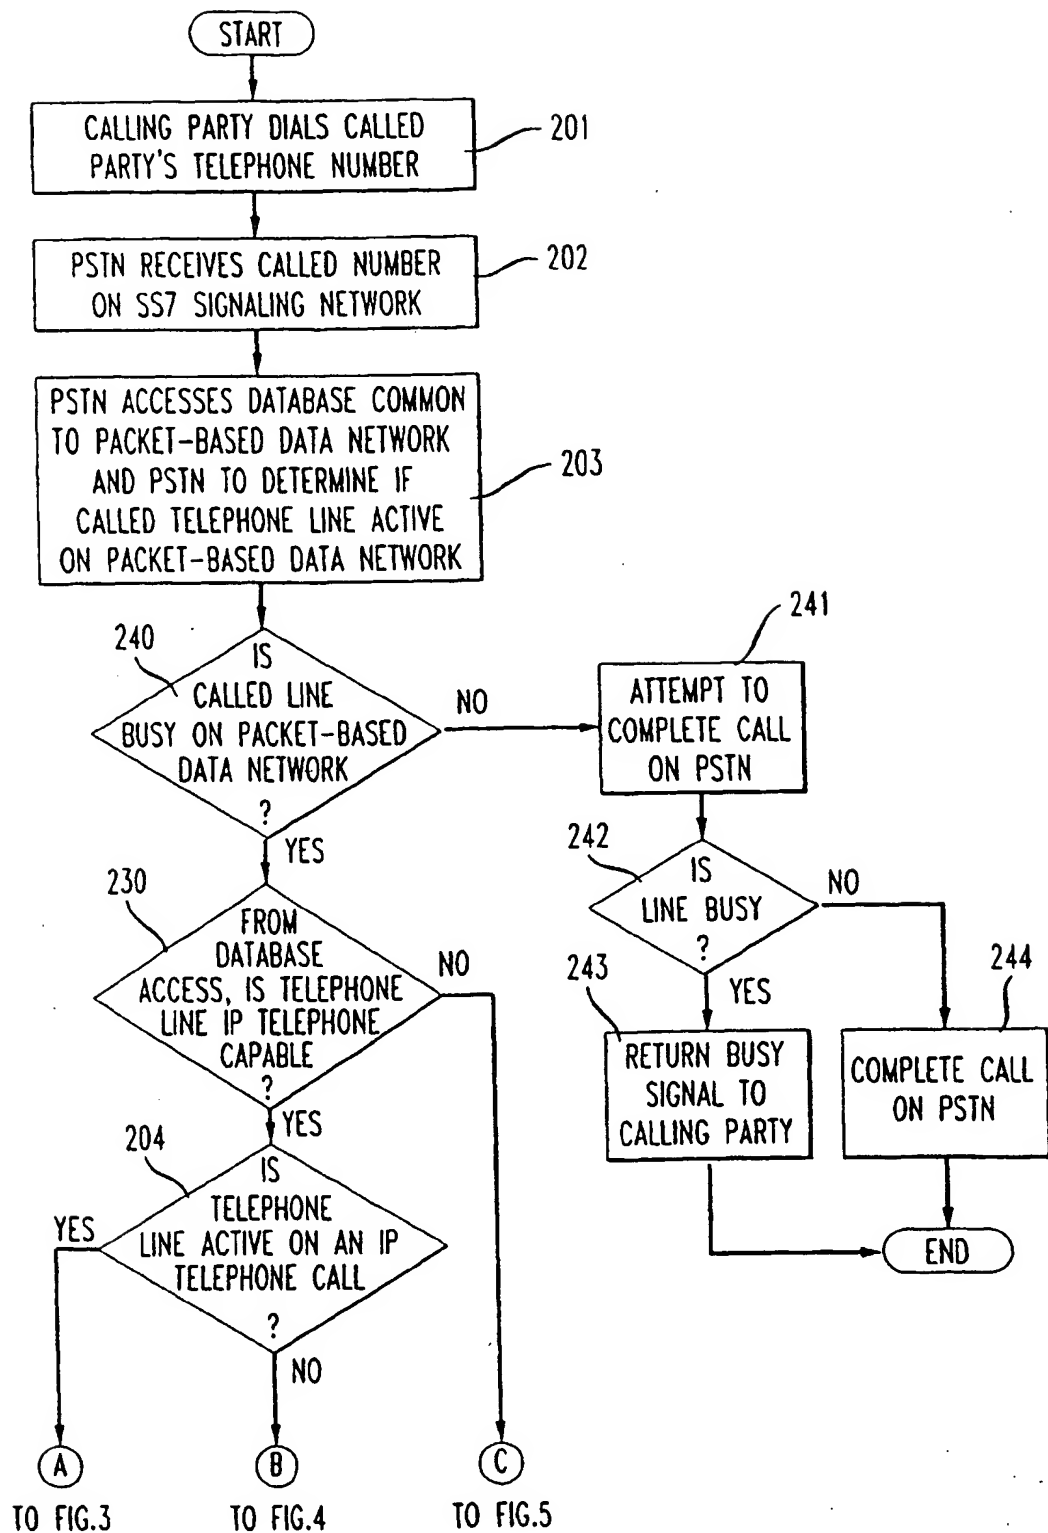 START
CALLING PARTY DIALS CALLED
PARTY'S TELEPHONE NUMBER
201
PSTN RECEIVES CALLED NUMBER
ON SS7 SIGNALING NETWORK
202
PSTN ACCESSES DATABASE COMMON
TO PACKET-BASED DATA NETWORK
AND PSTN TO DETERMINE IF
CALLED TELEPHONE LINE ACTIVE
ON PACKET-BASED DATA NETWORK
203
240
IS
CALLED LINE
BUSY ON PACKET-BASED
DATA NETWORK
?
NO
YES
241
ATTEMPT TO
COMPLETE CALL
ON PSTN
242
IS
LINE BUSY
?
NO
YES
230
FROM
DATABASE
ACCESS, IS TELEPHONE
LINE IP TELEPHONE
CAPABLE
?
NO
YES
243
RETURN BUSY
SIGNAL TO
CALLING PARTY
244
COMPLETE CALL
ON PSTN
END
204
IS
TELEPHONE
LINE ACTIVE ON AN IP
TELEPHONE CALL
?
YES
NO
A
TO FIG.3
B
TO FIG.4
C
TO FIG.5